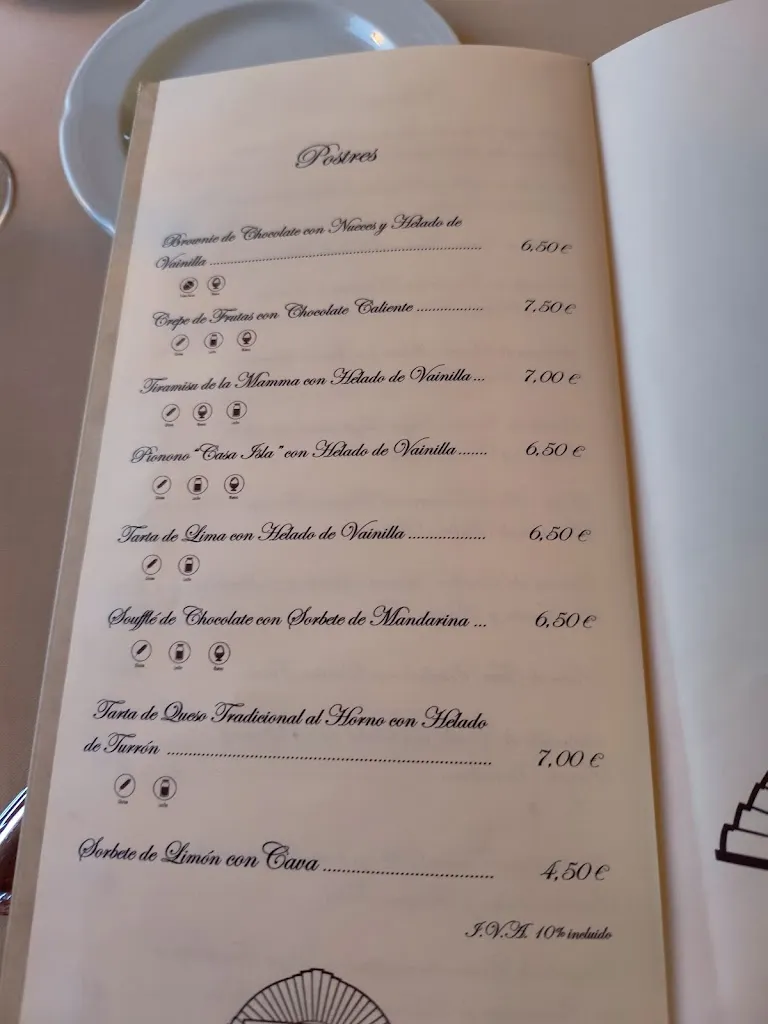 Postres
Brownie de Chocolate con Nueces y Helado de
Vainilla ........ 6,50 €
Crepe de Frutas con Chocolate Caliente ........ 7,50 €
Tiramisu de la Mamma con Helado de Vainilla ... 7,00 €
Pionono "Casa Isla" con Helado de Vainilla ....... 6,50 €
Tarta de Lima con Helado de Vainilla ........ 6,50 €
Soufflé de Chocolate con Sorbete de Mandarina ... 6,50 €
Tarta de Queso Tradicional al Horno con Helado
de Turrón ........ 7,00 €
Sorbete de Limón con Cava ........ 4,50 €
I.V.A. 10% incluido